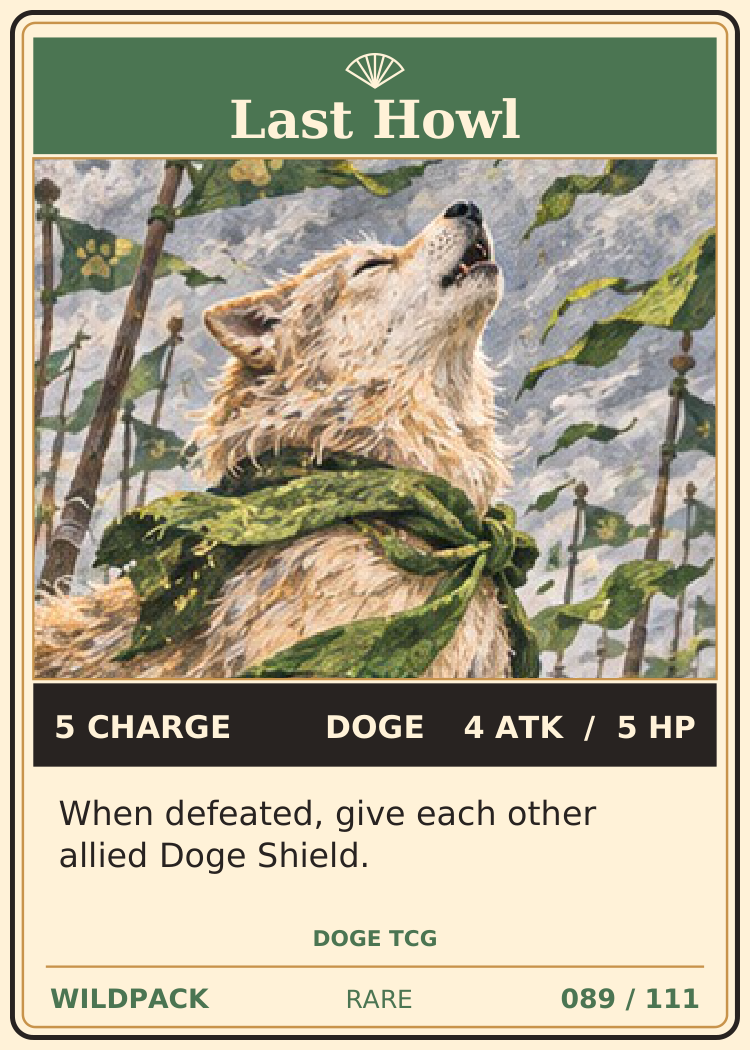 Last Howl
5 CHARGE DOGE 4 ATK / 5 HP
When defeated, give each other
allied Doge Shield.
DOGE TCG
WILDPACK RARE 089 / 111